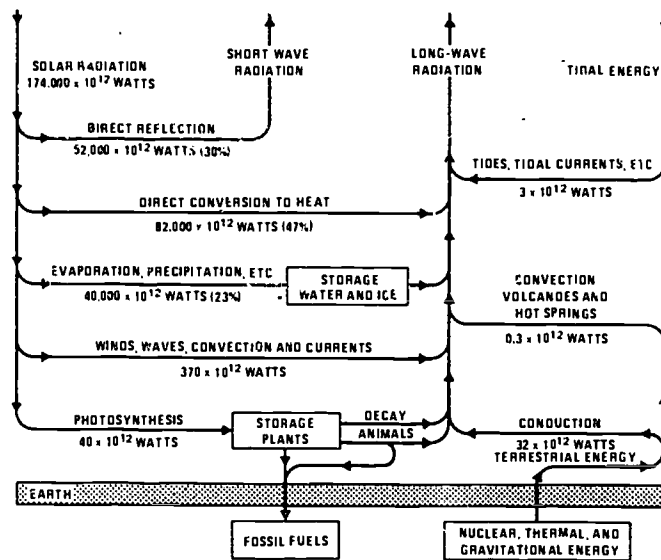 SOLAR RADIATION
174,000 x 10¹² WATTS
SHORT WAVE
RADIATION
LONG-WAVE
RADIATION
TIDAL ENERGY
DIRECT REFLECTION
52,000 x 10¹² WATTS (30%)
TIDES, TIDAL CURRENTS, ETC
3 x 10¹² WATTS
DIRECT CONVERSION TO HEAT
82,000 x 10¹² WATTS (47%)
EVAPORATION, PRECIPITATION, ETC
40,000 x 10¹² WATTS (23%)
STORAGE
WATER AND ICE
CONVECTION
VOLCANOES AND
HOT SPRINGS
0.3 x 10¹² WATTS
WINDS, WAVES, CONVECTION AND CURRENTS
370 x 10¹² WATTS
PHOTOSYNTHESIS
40 x 10¹² WATTS
STORAGE
PLANTS
DECAY
ANIMALS
CONDUCTION
32 x 10¹² WATTS
TERRESTRIAL ENERGY
EARTH
FOSSIL FUELS
NUCLEAR, THERMAL, AND
GRAVITATIONAL ENERGY